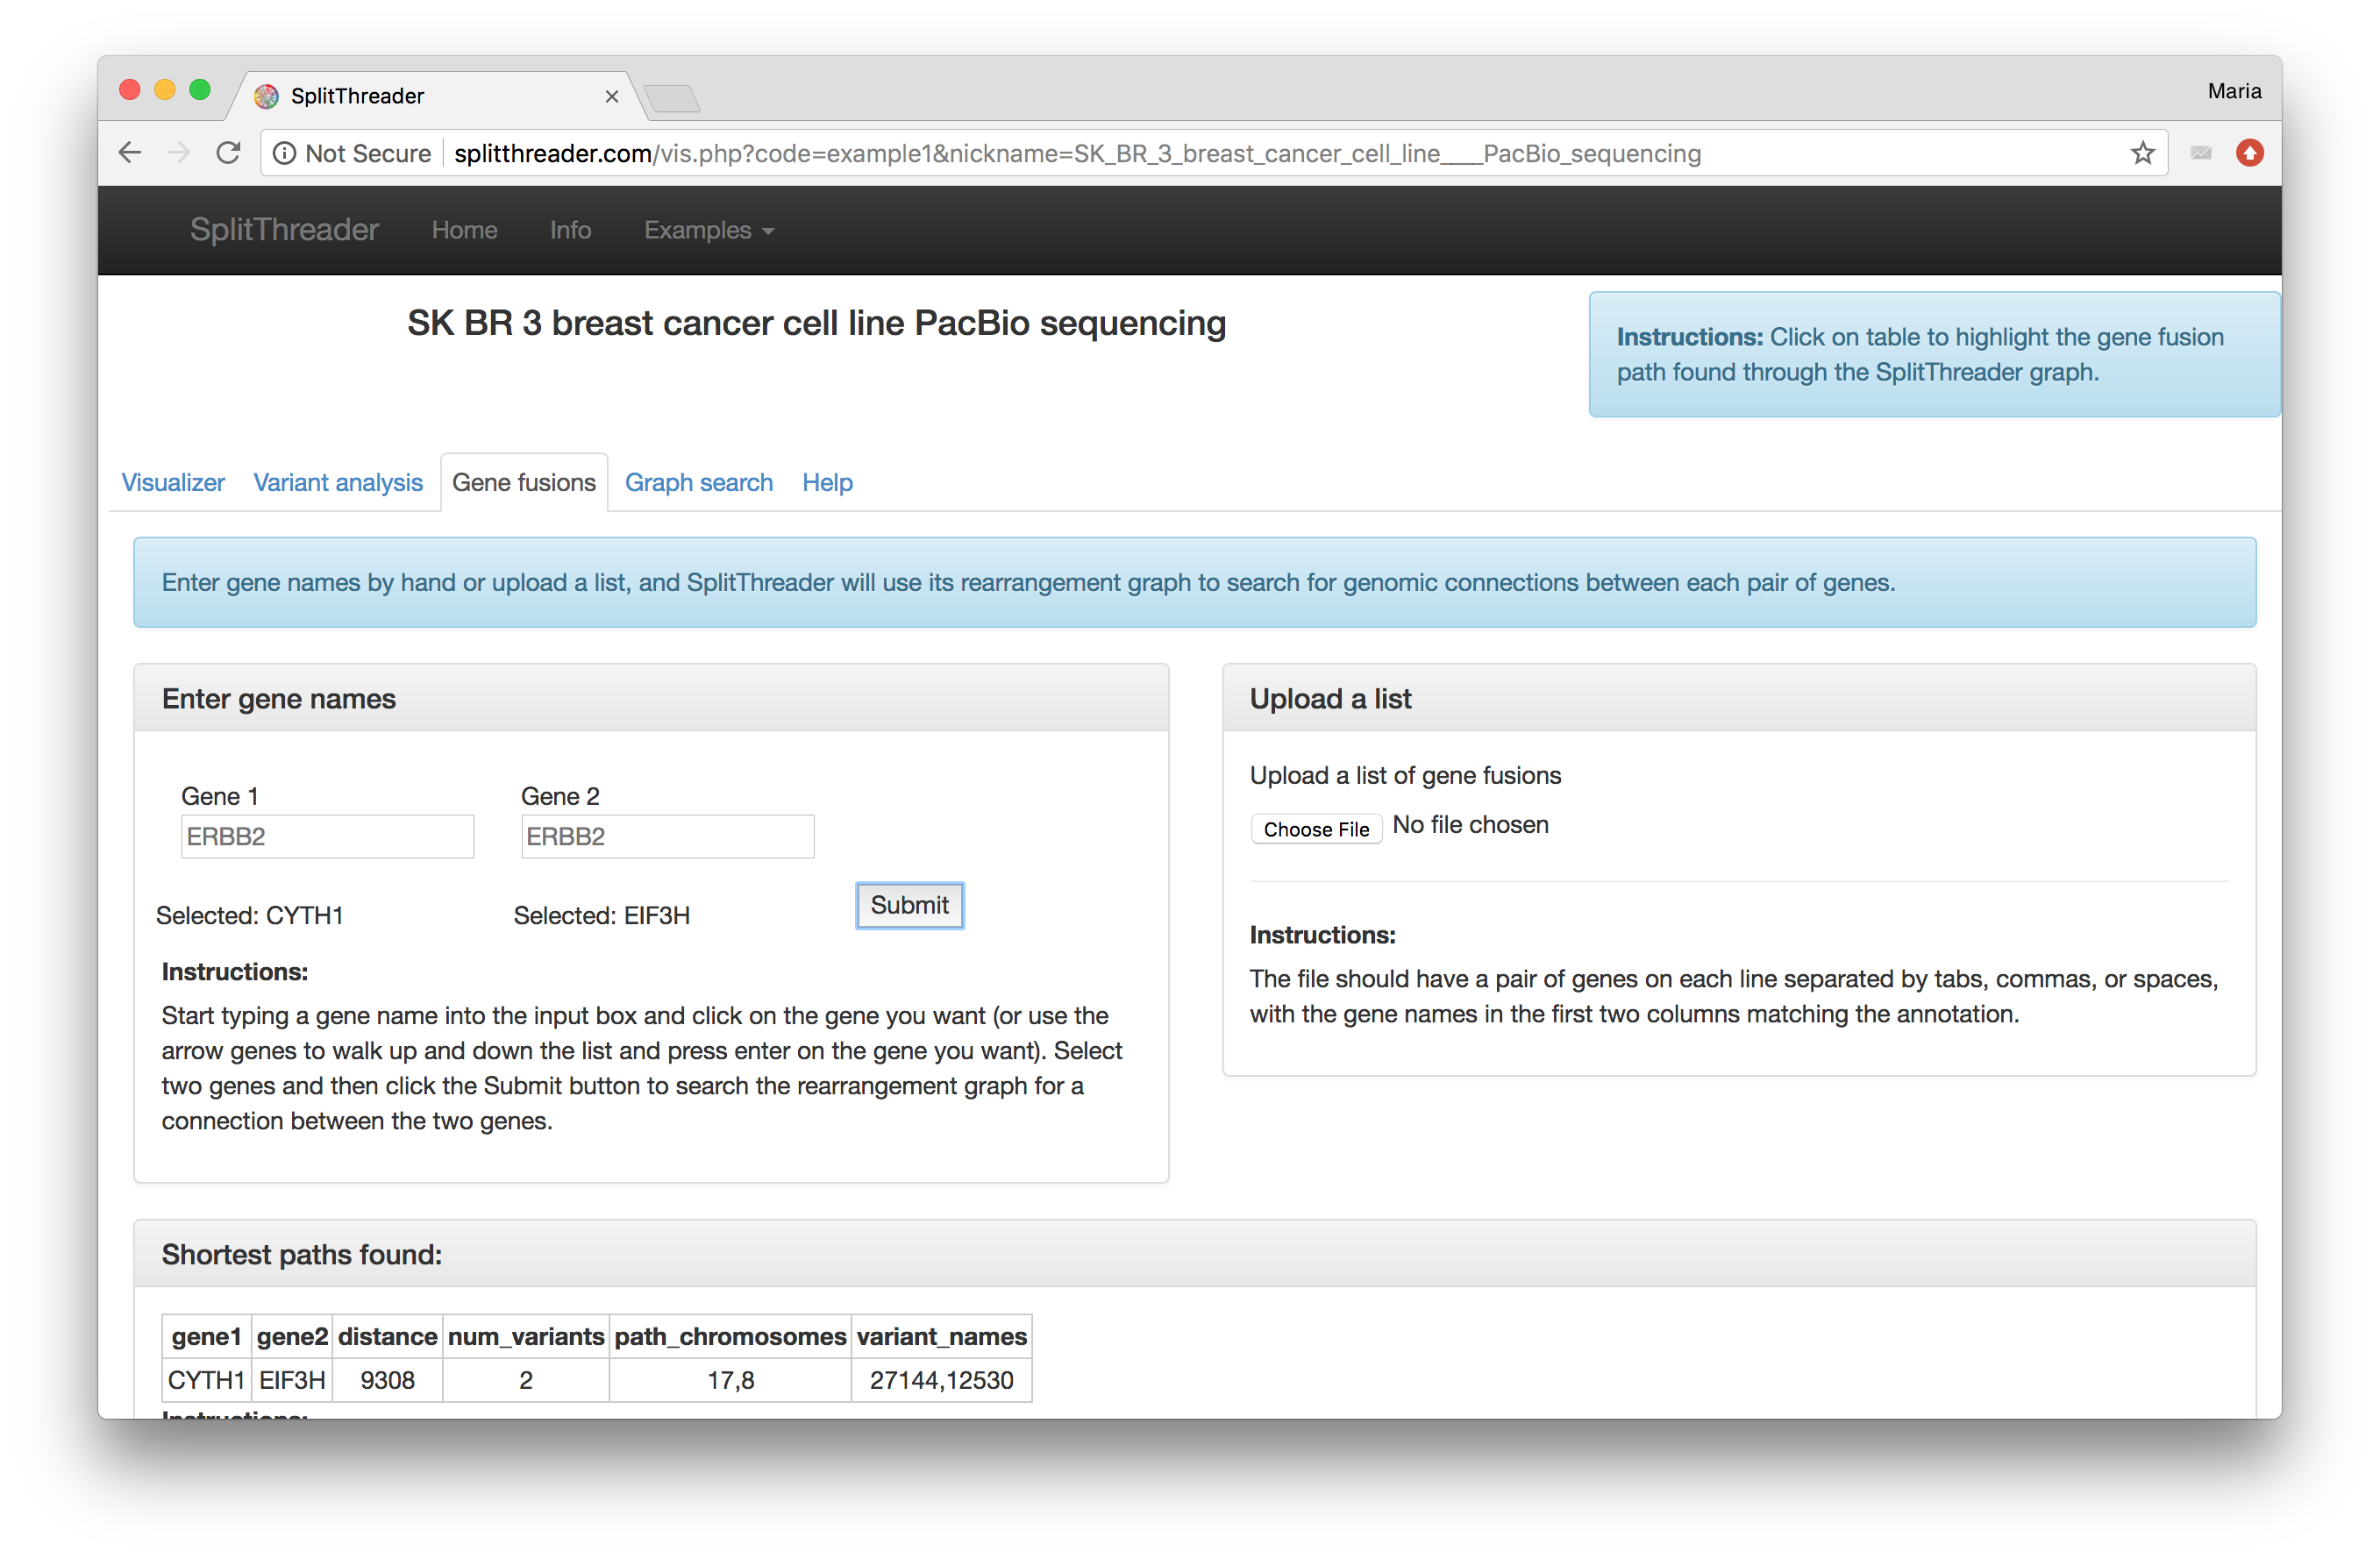 SplitThreader
Maria
Not Secure splitthreader.com/vis.php?code=example1&nickname=SK_BR_3_breast_cancer_cell_line____PacBio_sequencing
SplitThreader Home Info Examples
SK BR 3 breast cancer cell line PacBio sequencing
Instructions: Click on table to highlight the gene fusion
path found through the SplitThreader graph.
Visualizer Variant analysis Gene fusions Graph search Help
Enter gene names by hand or upload a list, and SplitThreader will use its rearrangement graph to search for genomic connections between each pair of genes.
Enter gene names
Gene 1 Gene 2
ERBB2 ERBB2
Selected: CYTH1 Selected: EIF3H Submit
Instructions:
Start typing a gene name into the input box and click on the gene you want (or use the
arrow genes to walk up and down the list and press enter on the gene you want). Select
two genes and then click the Submit button to search the rearrangement graph for a
connection between the two genes.
Upload a list
Upload a list of gene fusions
Choose File No file chosen
Instructions:
The file should have a pair of genes on each line separated by tabs, commas, or spaces,
with the gene names in the first two columns matching the annotation.
Shortest paths found:
gene1 gene2 distance num_variants path_chromosomes variant_names
CYTH1 EIF3H 9308 2 17,8 27144,12530
Instructions: